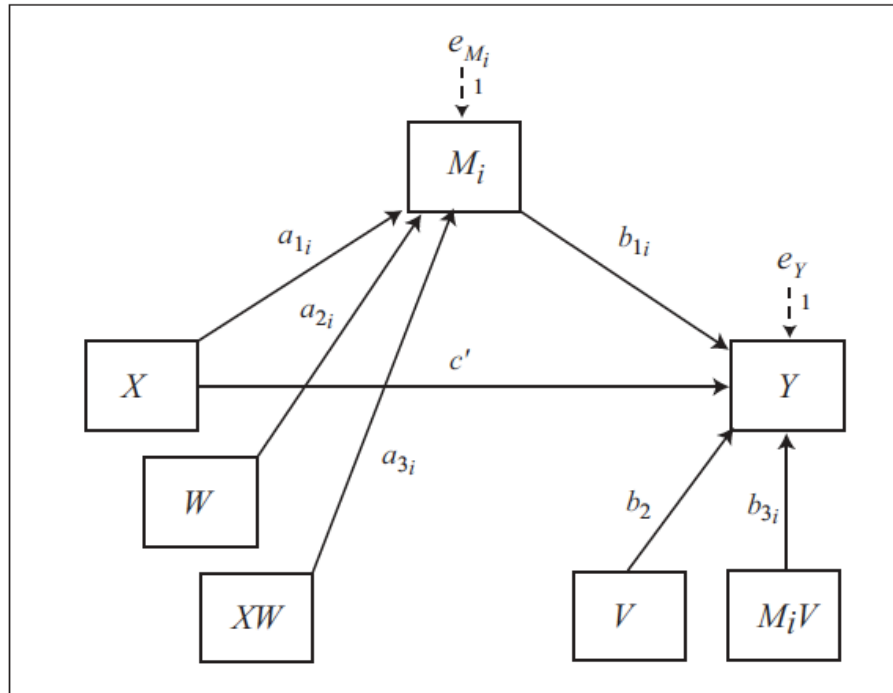 e_{M_i}
1
M_i
a_{1_i}
b_{1_i}
e_Y
1
a_{2_i}
X
c'
Y
a_{3_i}
W
b_2
b_{3_i}
XW
V
M_iV